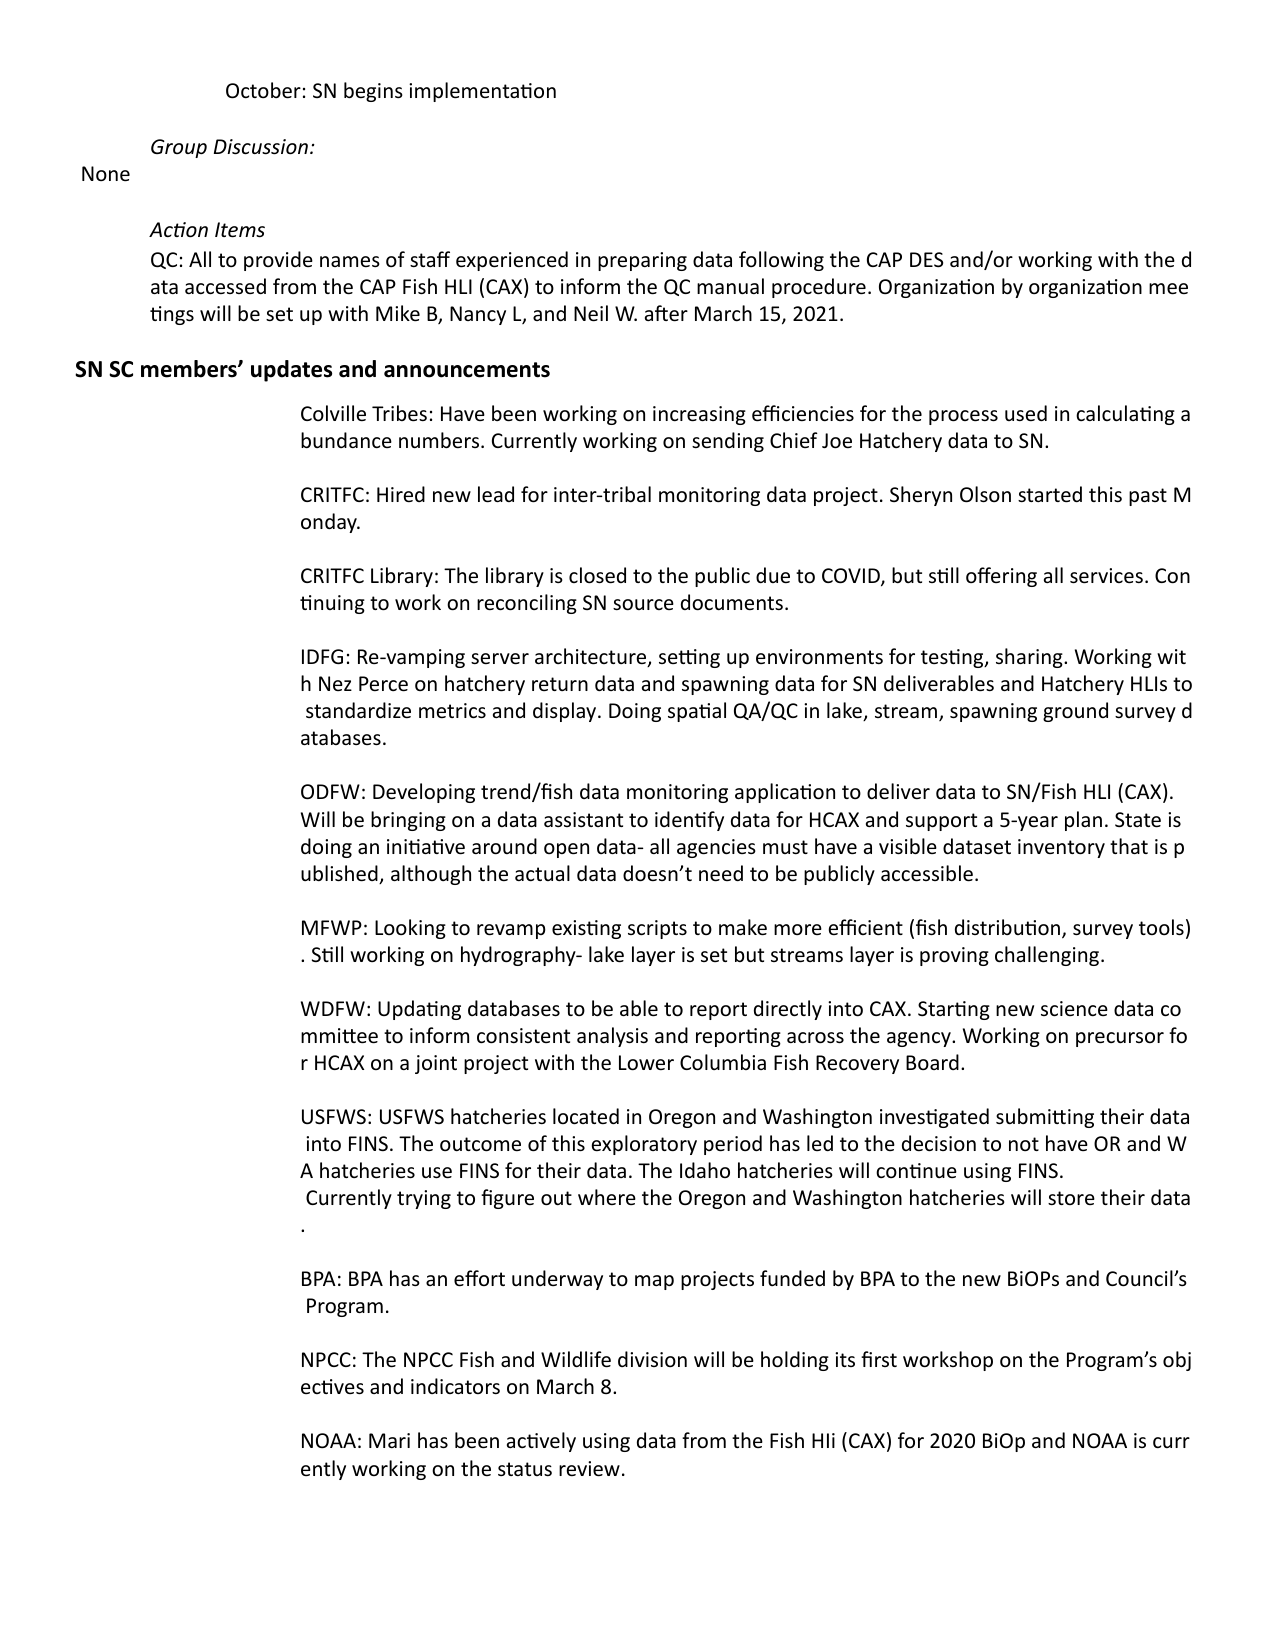 October: SN begins implementation
Group Discussion:
None
Action Items
QC: All to provide names of staff experienced in preparing data following the CAP DES and/or working with the d
ata accessed from the CAP Fish HLI (CAX) to inform the QC manual procedure. Organization by organization mee
tings will be set up with Mike B, Nancy L, and Neil W. after March 15, 2021.
SN SC members’ updates and announcements
Colville Tribes: Have been working on increasing efficiencies for the process used in calculating a
bundance numbers. Currently working on sending Chief Joe Hatchery data to SN.
CRITFC: Hired new lead for inter-tribal monitoring data project. Sheryn Olson started this past M
onday.
CRITFC Library: The library is closed to the public due to COVID, but still offering all services. Con
tinuing to work on reconciling SN source documents.
IDFG: Re-vamping server architecture, setting up environments for testing, sharing. Working wit
h Nez Perce on hatchery return data and spawning data for SN deliverables and Hatchery HLIs to
standardize metrics and display. Doing spatial QA/QC in lake, stream, spawning ground survey d
atabases.
ODFW: Developing trend/fish data monitoring application to deliver data to SN/Fish HLI (CAX).
Will be bringing on a data assistant to identify data for HCAX and support a 5-year plan. State is
doing an initiative around open data- all agencies must have a visible dataset inventory that is p
ublished, although the actual data doesn’t need to be publicly accessible.
MFWP: Looking to revamp existing scripts to make more efficient (fish distribution, survey tools)
. Still working on hydrography- lake layer is set but streams layer is proving challenging.
WDFW: Updating databases to be able to report directly into CAX. Starting new science data co
mmittee to inform consistent analysis and reporting across the agency. Working on precursor fo
r HCAX on a joint project with the Lower Columbia Fish Recovery Board.
USFWS: USFWS hatcheries located in Oregon and Washington investigated submitting their data
into FINS. The outcome of this exploratory period has led to the decision to not have OR and W
A hatcheries use FINS for their data. The Idaho hatcheries will continue using FINS.
Currently trying to figure out where the Oregon and Washington hatcheries will store their data
.
BPA: BPA has an effort underway to map projects funded by BPA to the new BiOPs and Council’s
Program.
NPCC: The NPCC Fish and Wildlife division will be holding its first workshop on the Program’s obj
ectives and indicators on March 8.
NOAA: Mari has been actively using data from the Fish HIi (CAX) for 2020 BiOp and NOAA is curr
ently working on the status review.